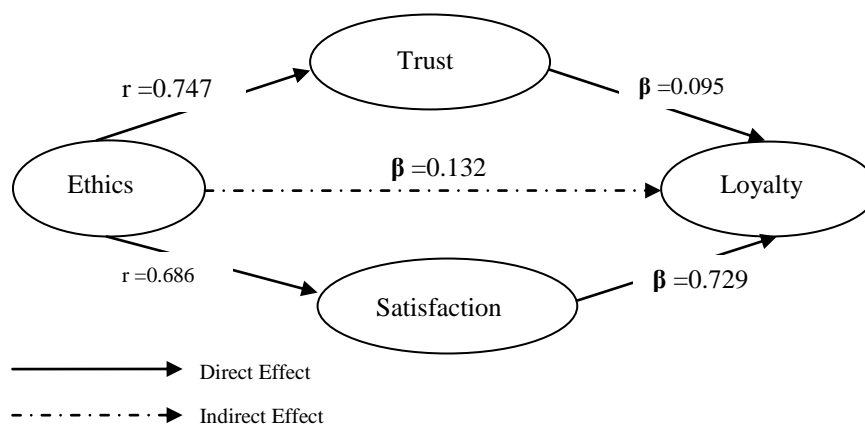 Trust
r =0.747
β =0.095
Ethics
β =0.132
Loyalty
r =0.686
Satisfaction
β =0.729
Direct Effect
Indirect Effect